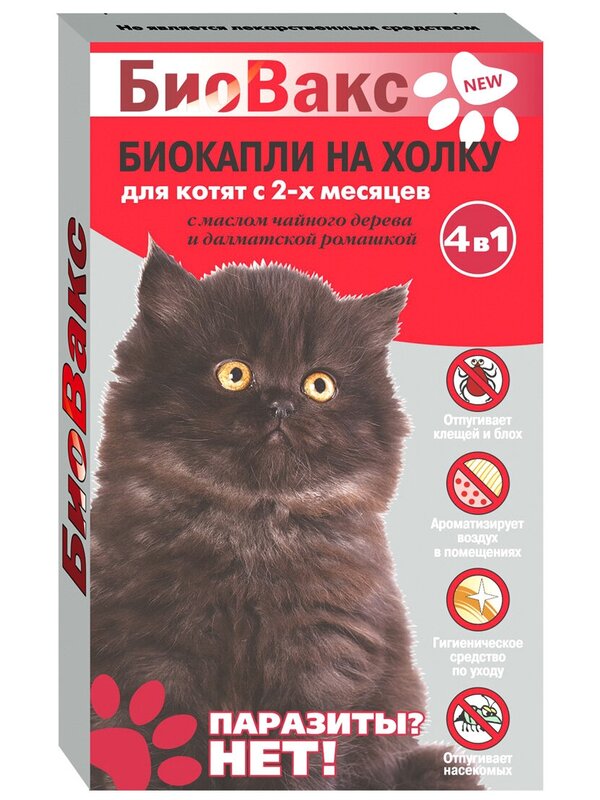 Не является лекарственным средством
БиоВакс
NEW
БИОКАПЛИ НА ХОЛКУ
для котят с 2-х месяцев
с маслом чайного дерева
и далматской ромашкой
4 в 1
БиоВакс
Отпугивает
клещей и блох
Ароматизирует
воздух
в помещениях
Гигиеническое
средство
по уходу
Отпугивает
насекомых
ПАРАЗИТЫ?
НЕТ!